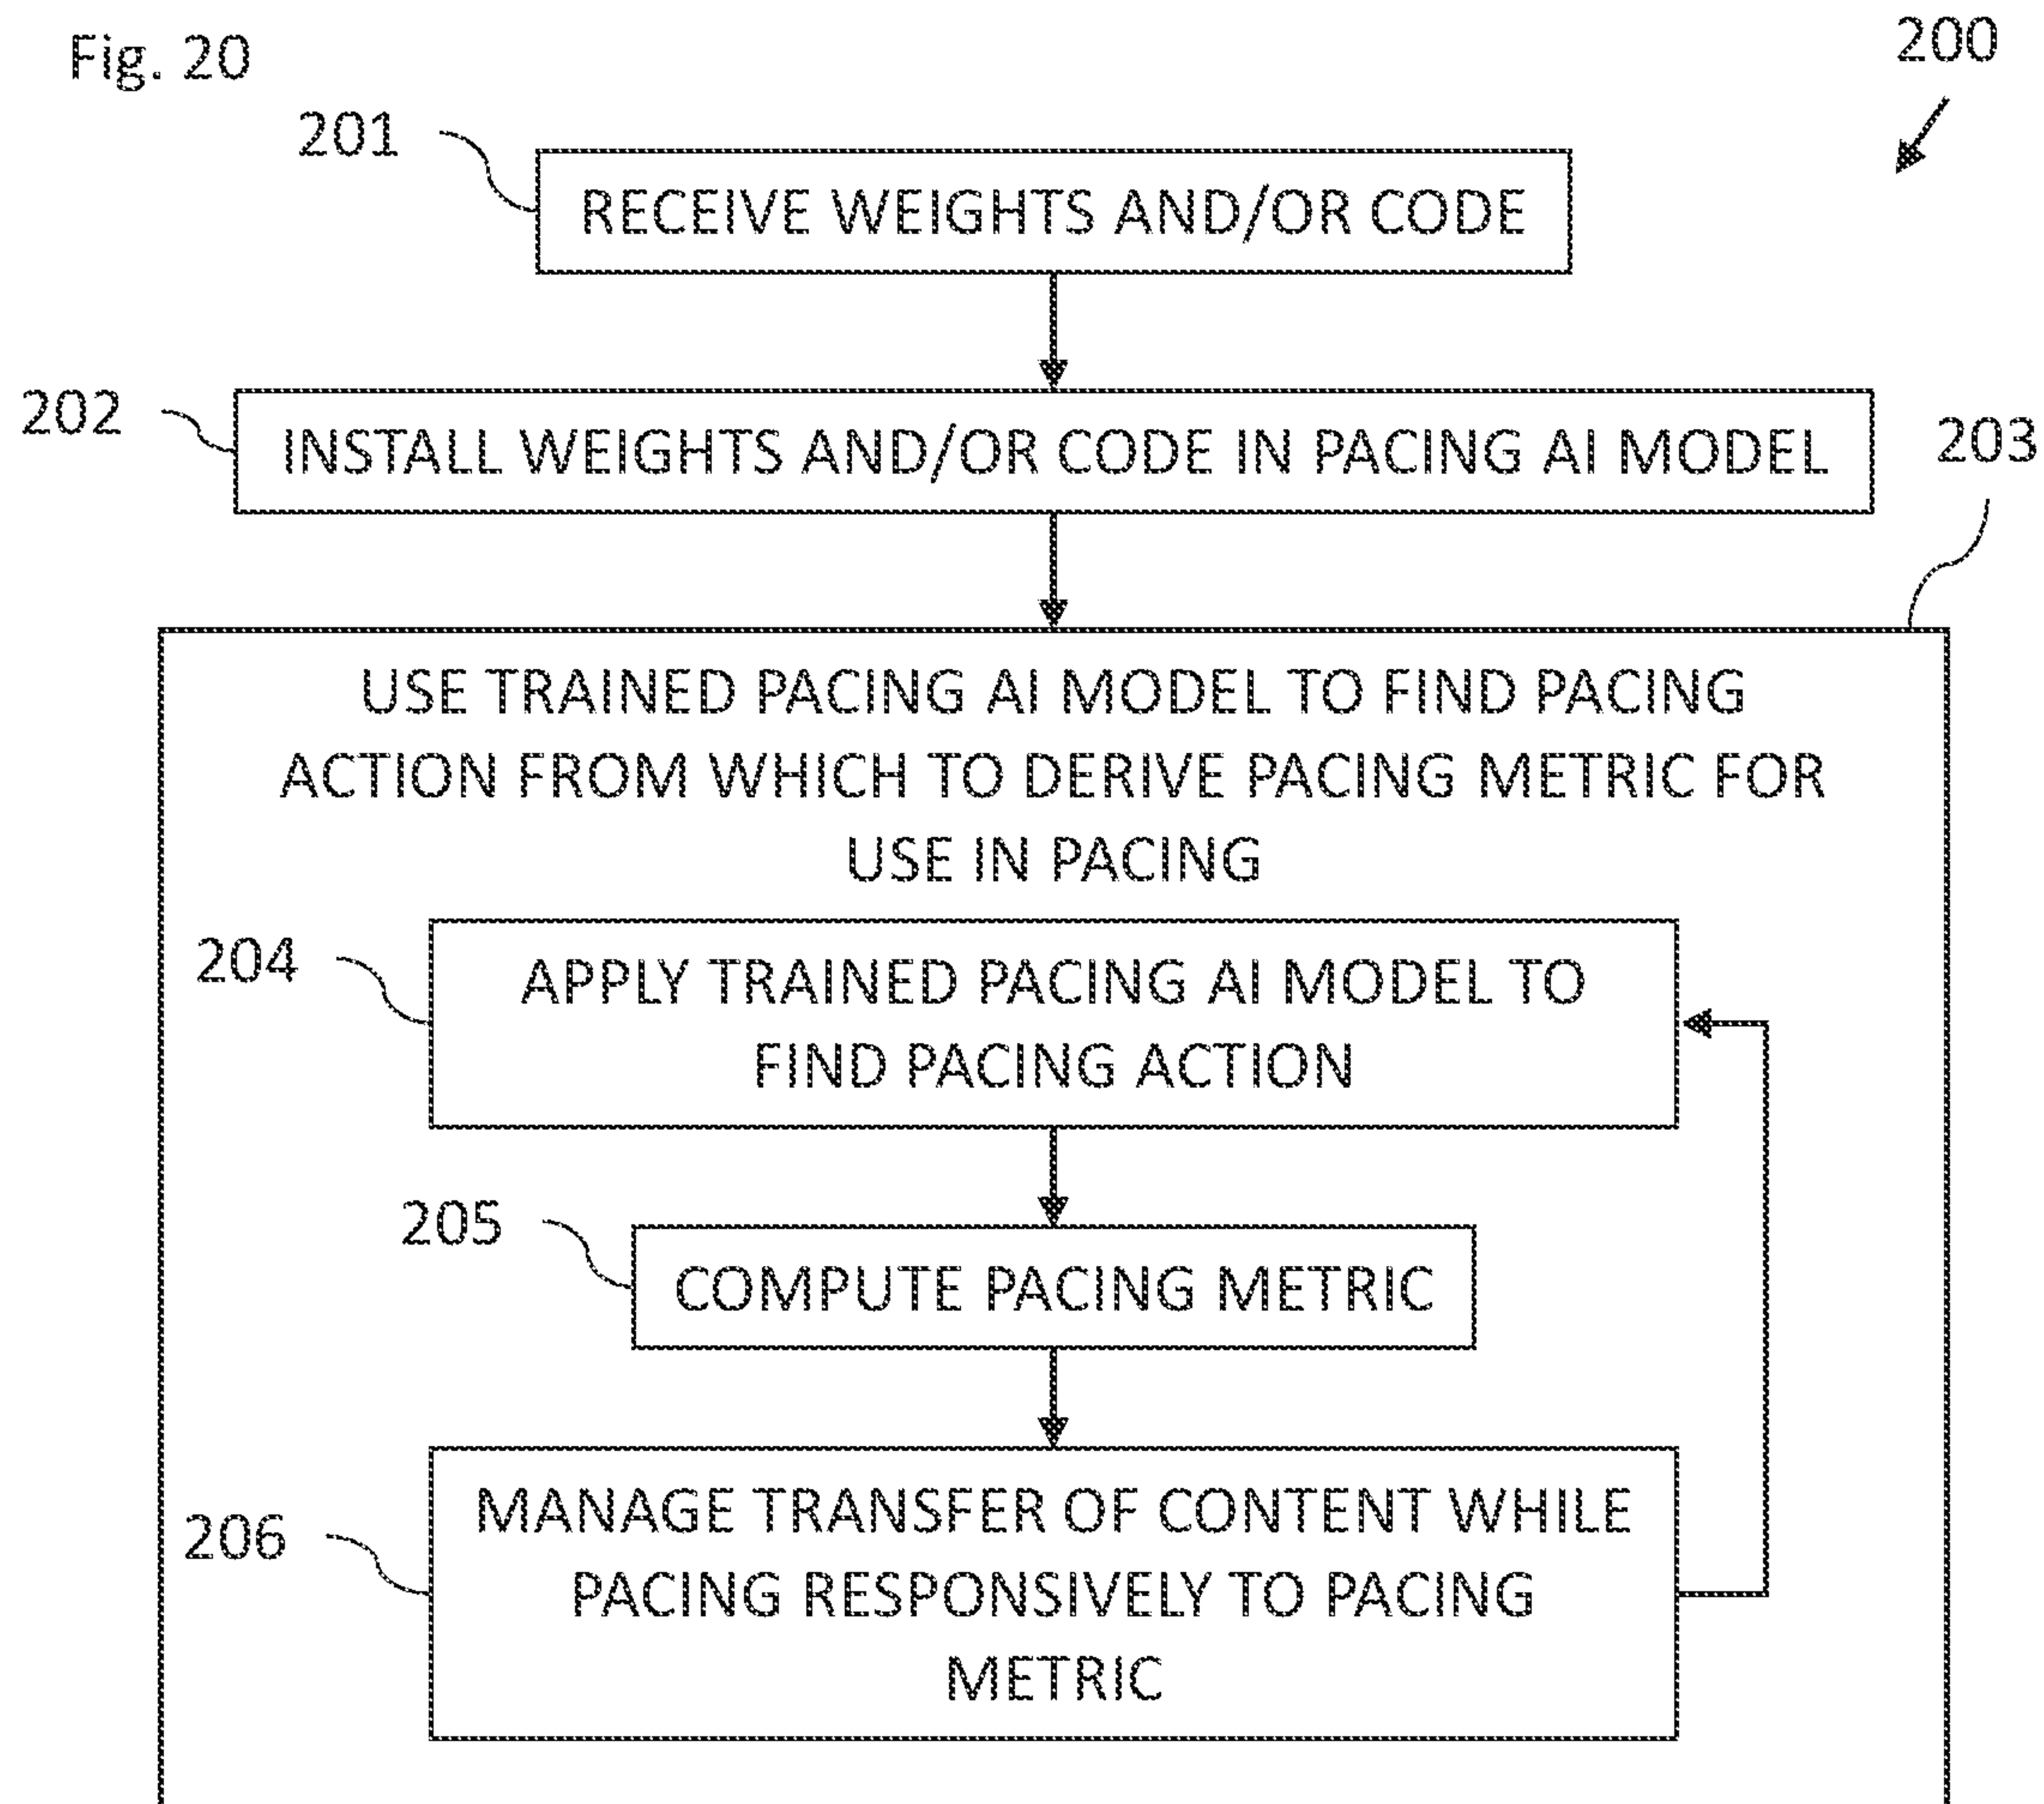 Fig. 20
200
201
RECEIVE WEIGHTS AND/OR CODE
202
INSTALL WEIGHTS AND/OR CODE IN PACING AI MODEL
203
USE TRAINED PACING AI MODEL TO FIND PACING
ACTION FROM WHICH TO DERIVE PACING METRIC FOR
USE IN PACING
204
APPLY TRAINED PACING AI MODEL TO
FIND PACING ACTION
205
COMPUTE PACING METRIC
206
MANAGE TRANSFER OF CONTENT WHILE
PACING RESPONSIVELY TO PACING
METRIC